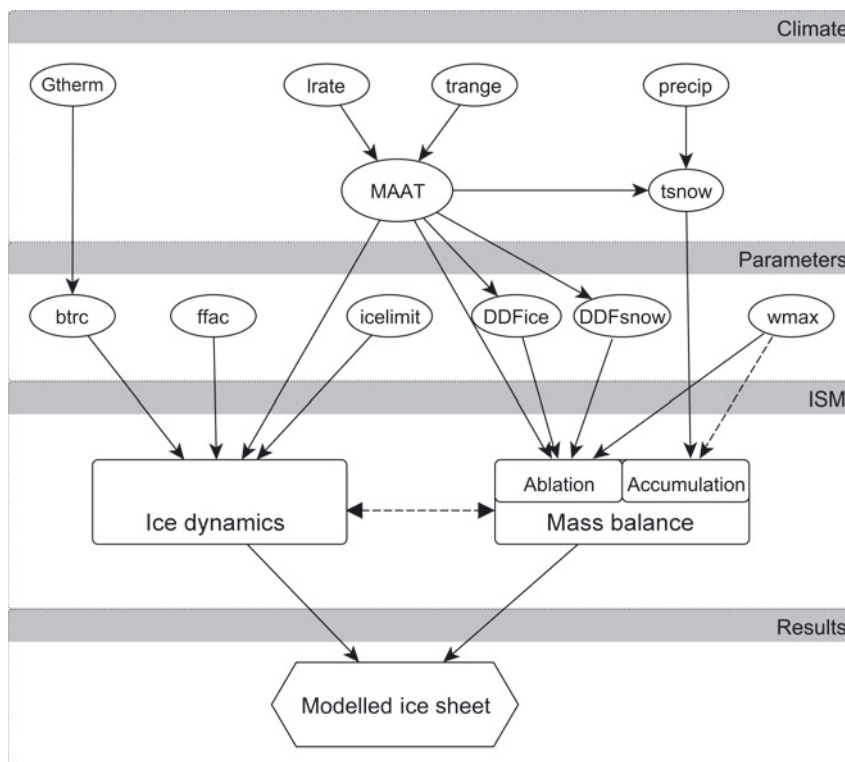 Climate
Gtherm
lrate
trange
precip
MAAT
tsnow
Parameters
btrc
ffac
icelimit
DDFice
DDFsnow
wmax
ISM
Ablation
Accumulation
Ice dynamics
Mass balance
Results
Modelled ice sheet